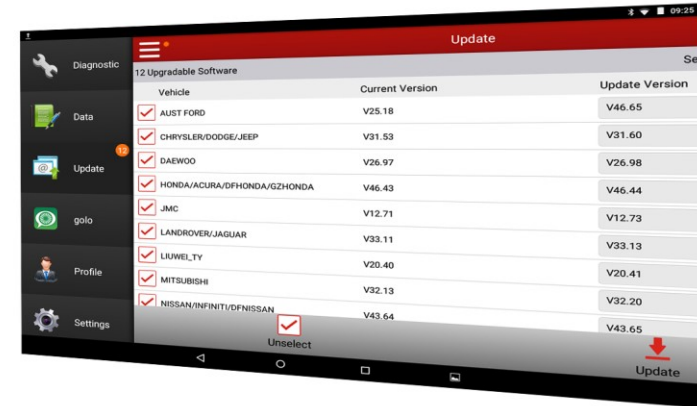 09:25
Update
Diagnostic
12 Upgradable Software
Se
Vehicle Current Version Update Version
AUST FORD V25.18 V46.65
Data
CHRYSLER/DODGE/JEEP V31.53 V31.60
12
DAEWOO V26.97 V26.98
Update
HONDA/ACURA/DFHONDA/GZHONDA V46.43 V46.44
JMC V12.71 V12.73
golo
LANDROVER/JAGUAR V33.11 V33.13
LIUWEI_TY V20.40 V20.41
Profile
MITSUBISHI V32.13 V32.20
NISSAN/INFINITI/DFNISSAN V43.64 V43.65
Settings
Unselect
Update